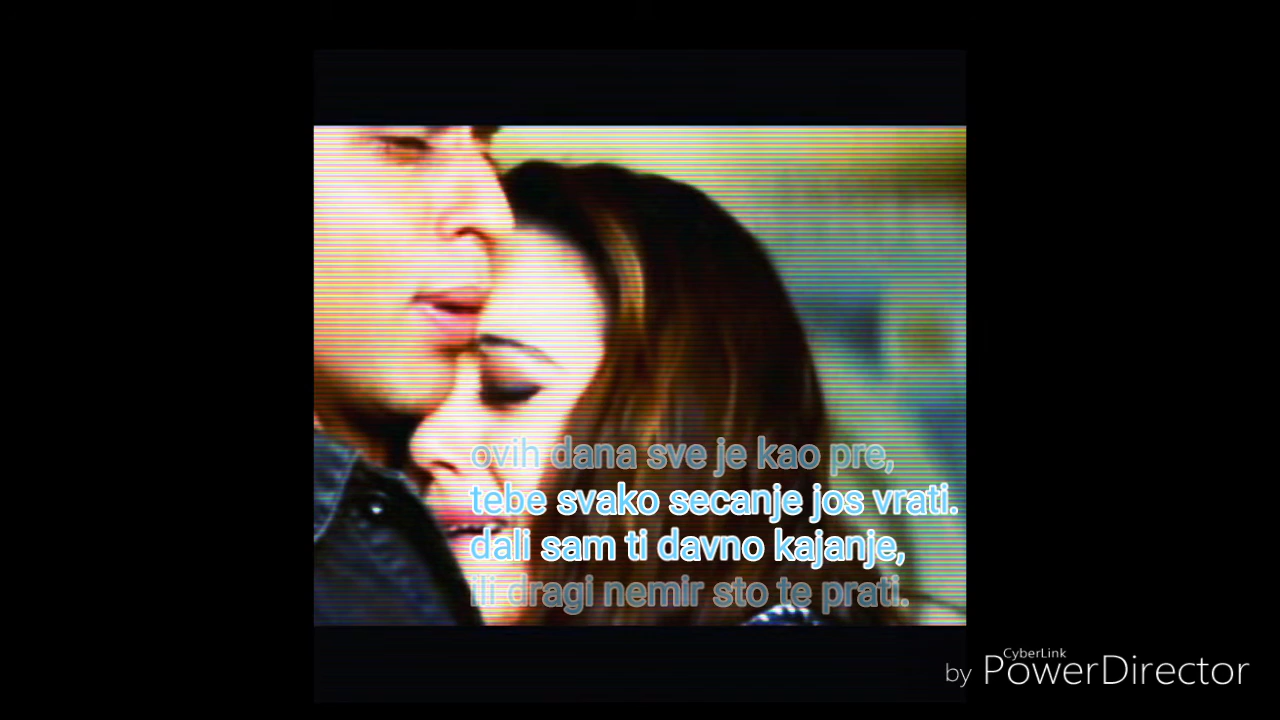 ovih dana sve je kao pre,
tebe svako secanje jos vrati.
dali sam ti davno kajanje,
ili dragi nemir sto te prati.
CyberLink
by PowerDirector